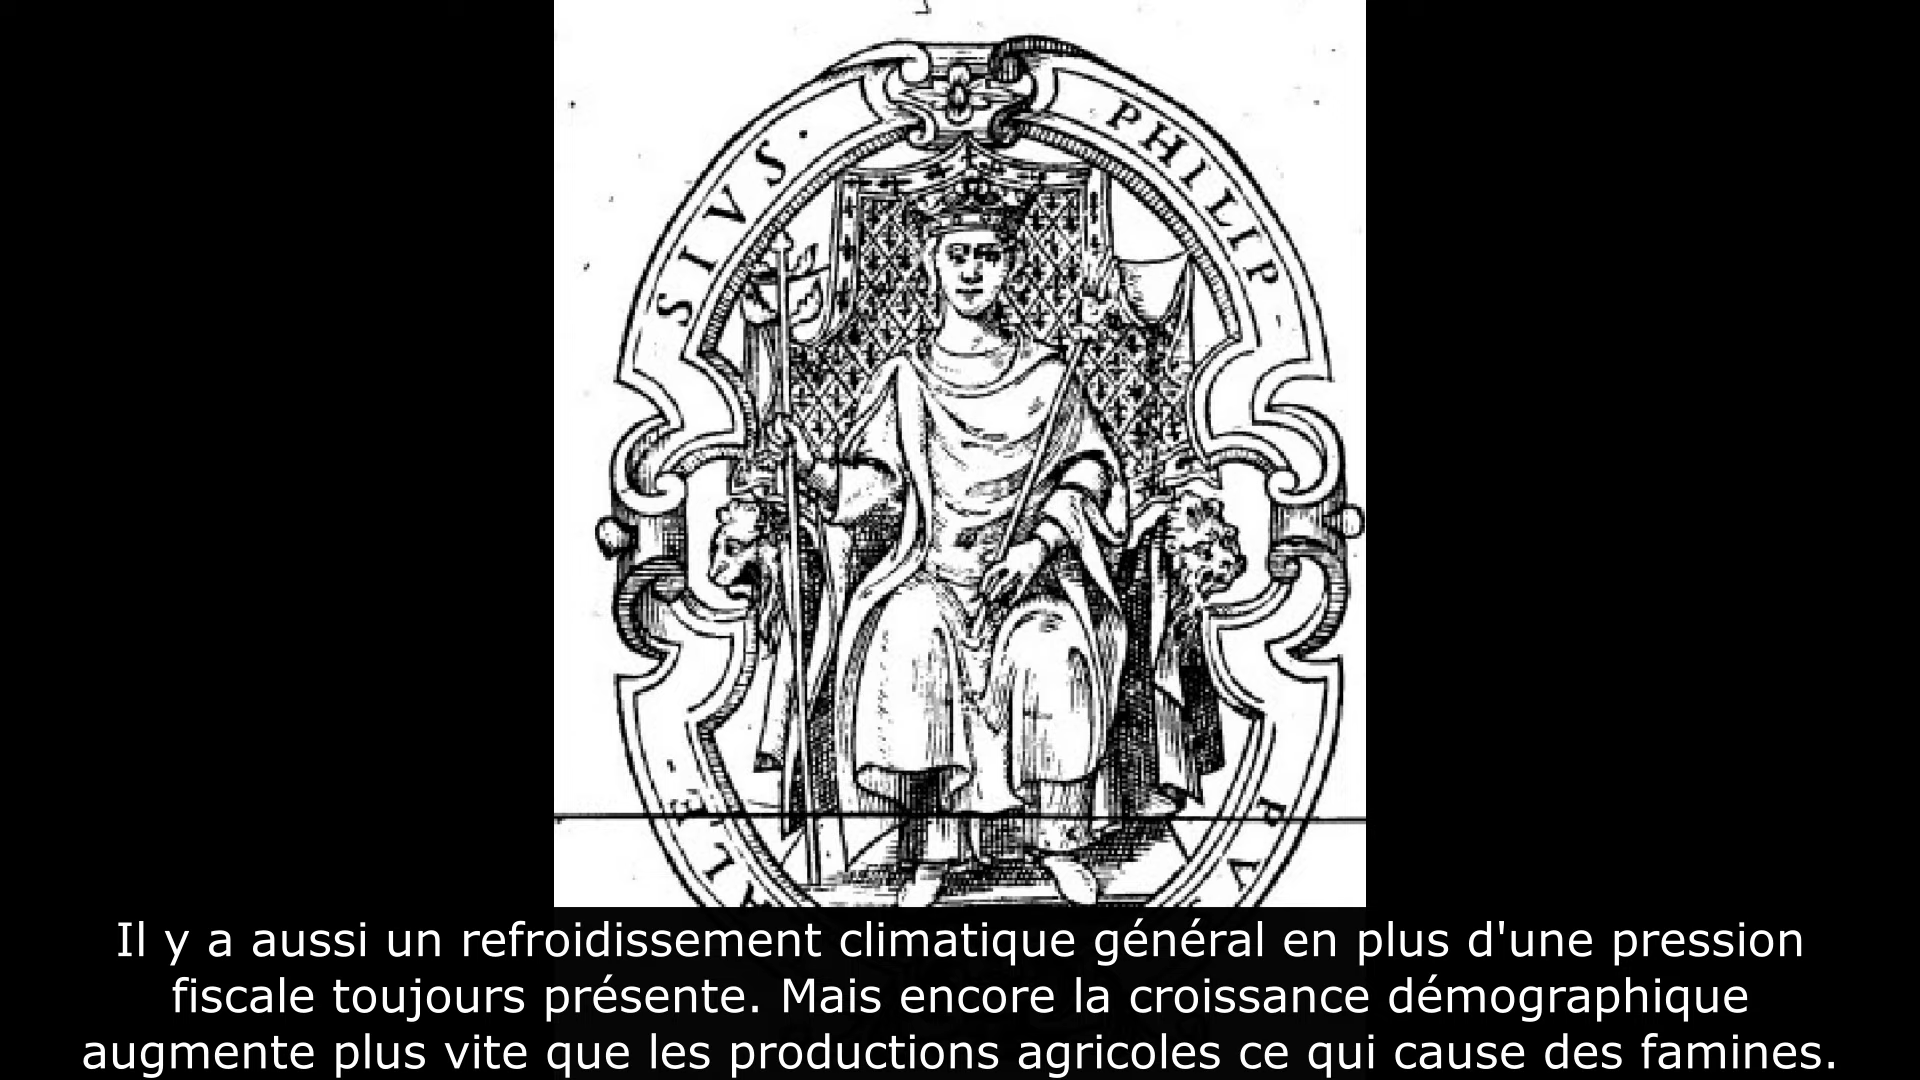 PHILIP-
PV
SIVS.
Il y a aussi un refroidissement climatique général en plus d'une pression
fiscale toujours présente. Mais encore la croissance démographique
augmente plus vite que les productions agricoles ce qui cause des famines.